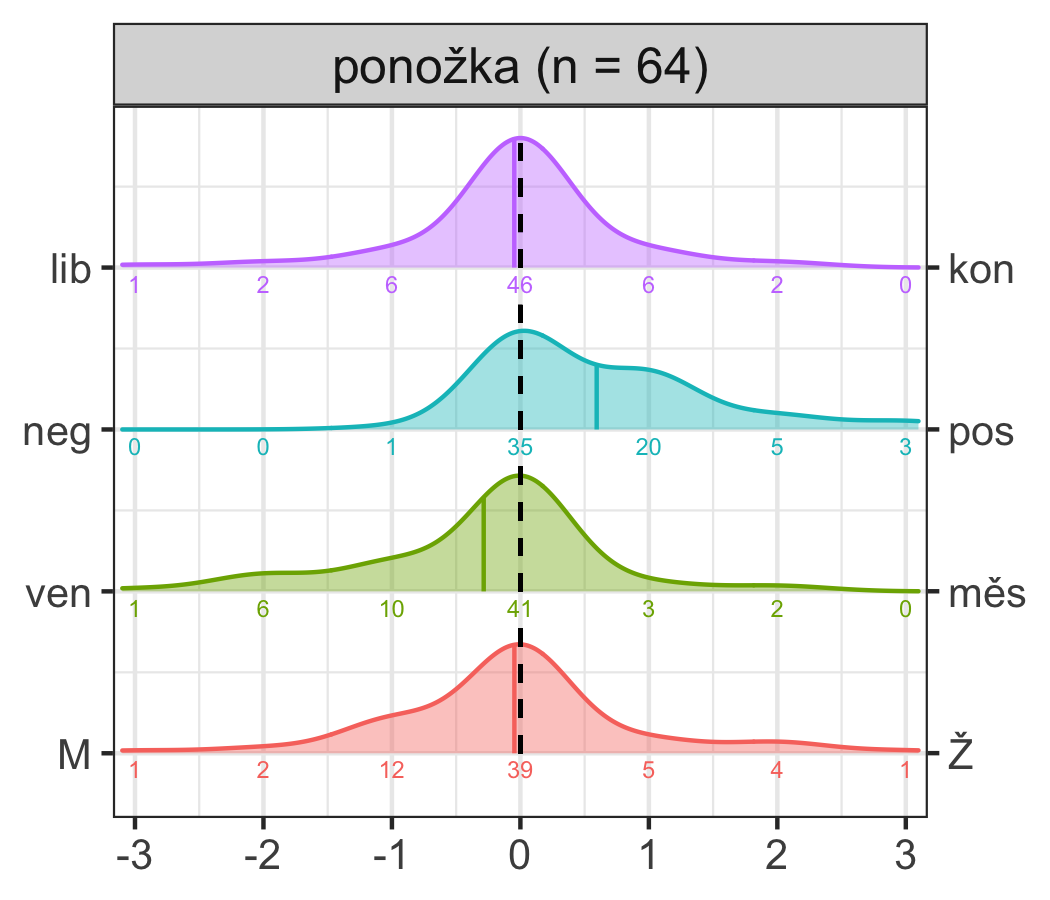 ponožka (n = 64)
lib kon
1 2 6 46 6 2 0
neg pos
0 0 1 35 20 5 3
ven měs
1 6 10 41 3 2 0
M Ž
1 2 12 39 5 4 1
-3 -2 -1 0 1 2 3